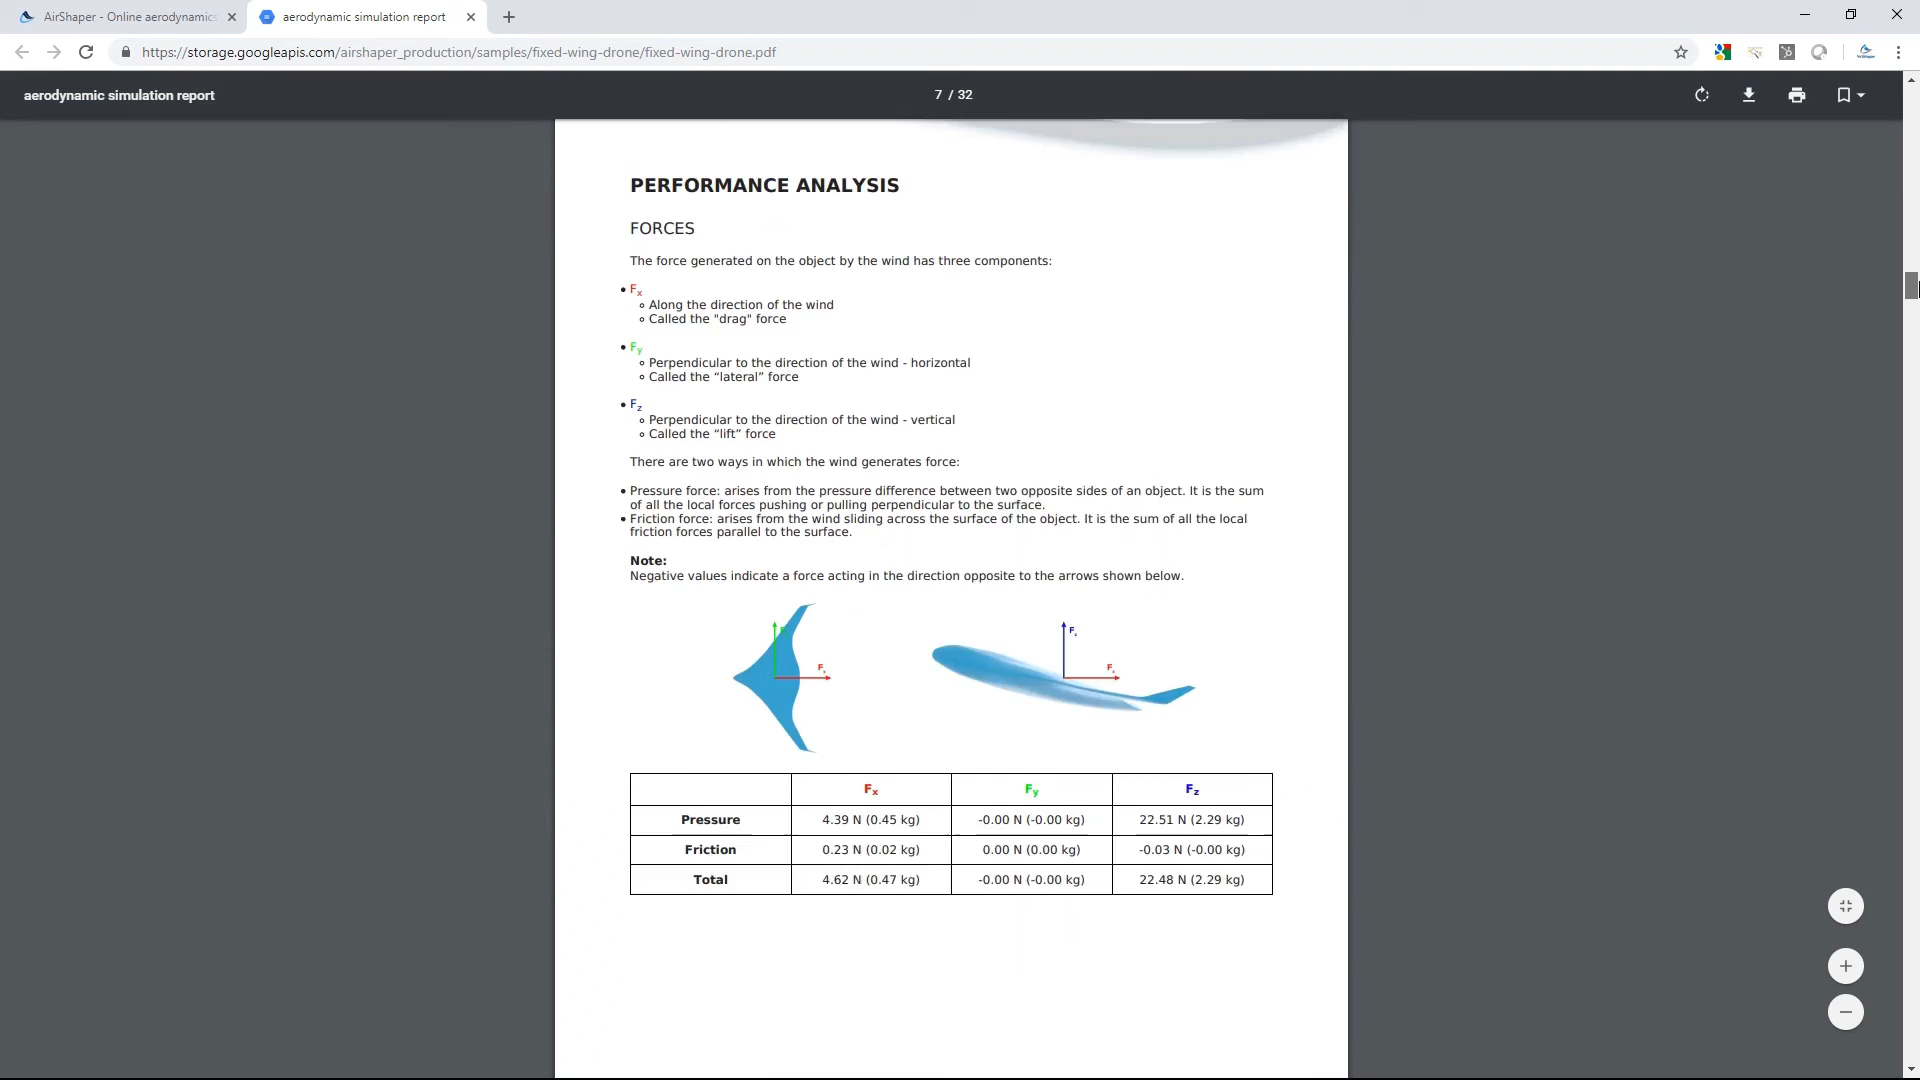 AirShaper - Online aerodynamics
aerodynamic simulation report
https://storage.googleapis.com/airshaper_production/samples/fixed-wing-drone/fixed-wing-drone.pdf
aerodynamic simulation report
7 / 32
PERFORMANCE ANALYSIS
FORCES
The force generated on the object by the wind has three components:
• Fx
Along the direction of the wind
Called the "drag" force
• Fy
Perpendicular to the direction of the wind - horizontal
Called the “lateral” force
• Fz
Perpendicular to the direction of the wind - vertical
Called the “lift” force
There are two ways in which the wind generates force:
• Pressure force: arises from the pressure difference between two opposite sides of an object. It is the sum
of all the local forces pushing or pulling perpendicular to the surface.
• Friction force: arises from the wind sliding across the surface of the object. It is the sum of all the local
friction forces parallel to the surface.
Note:
Negative values indicate a force acting in the direction opposite to the arrows shown below.
Fx
Fz
Fx
Fx Fy Fz
Pressure 4.39 N (0.45 kg) -0.00 N (-0.00 kg) 22.51 N (2.29 kg)
Friction 0.23 N (0.02 kg) 0.00 N (0.00 kg) -0.03 N (-0.00 kg)
Total 4.62 N (0.47 kg) -0.00 N (-0.00 kg) 22.48 N (2.29 kg)